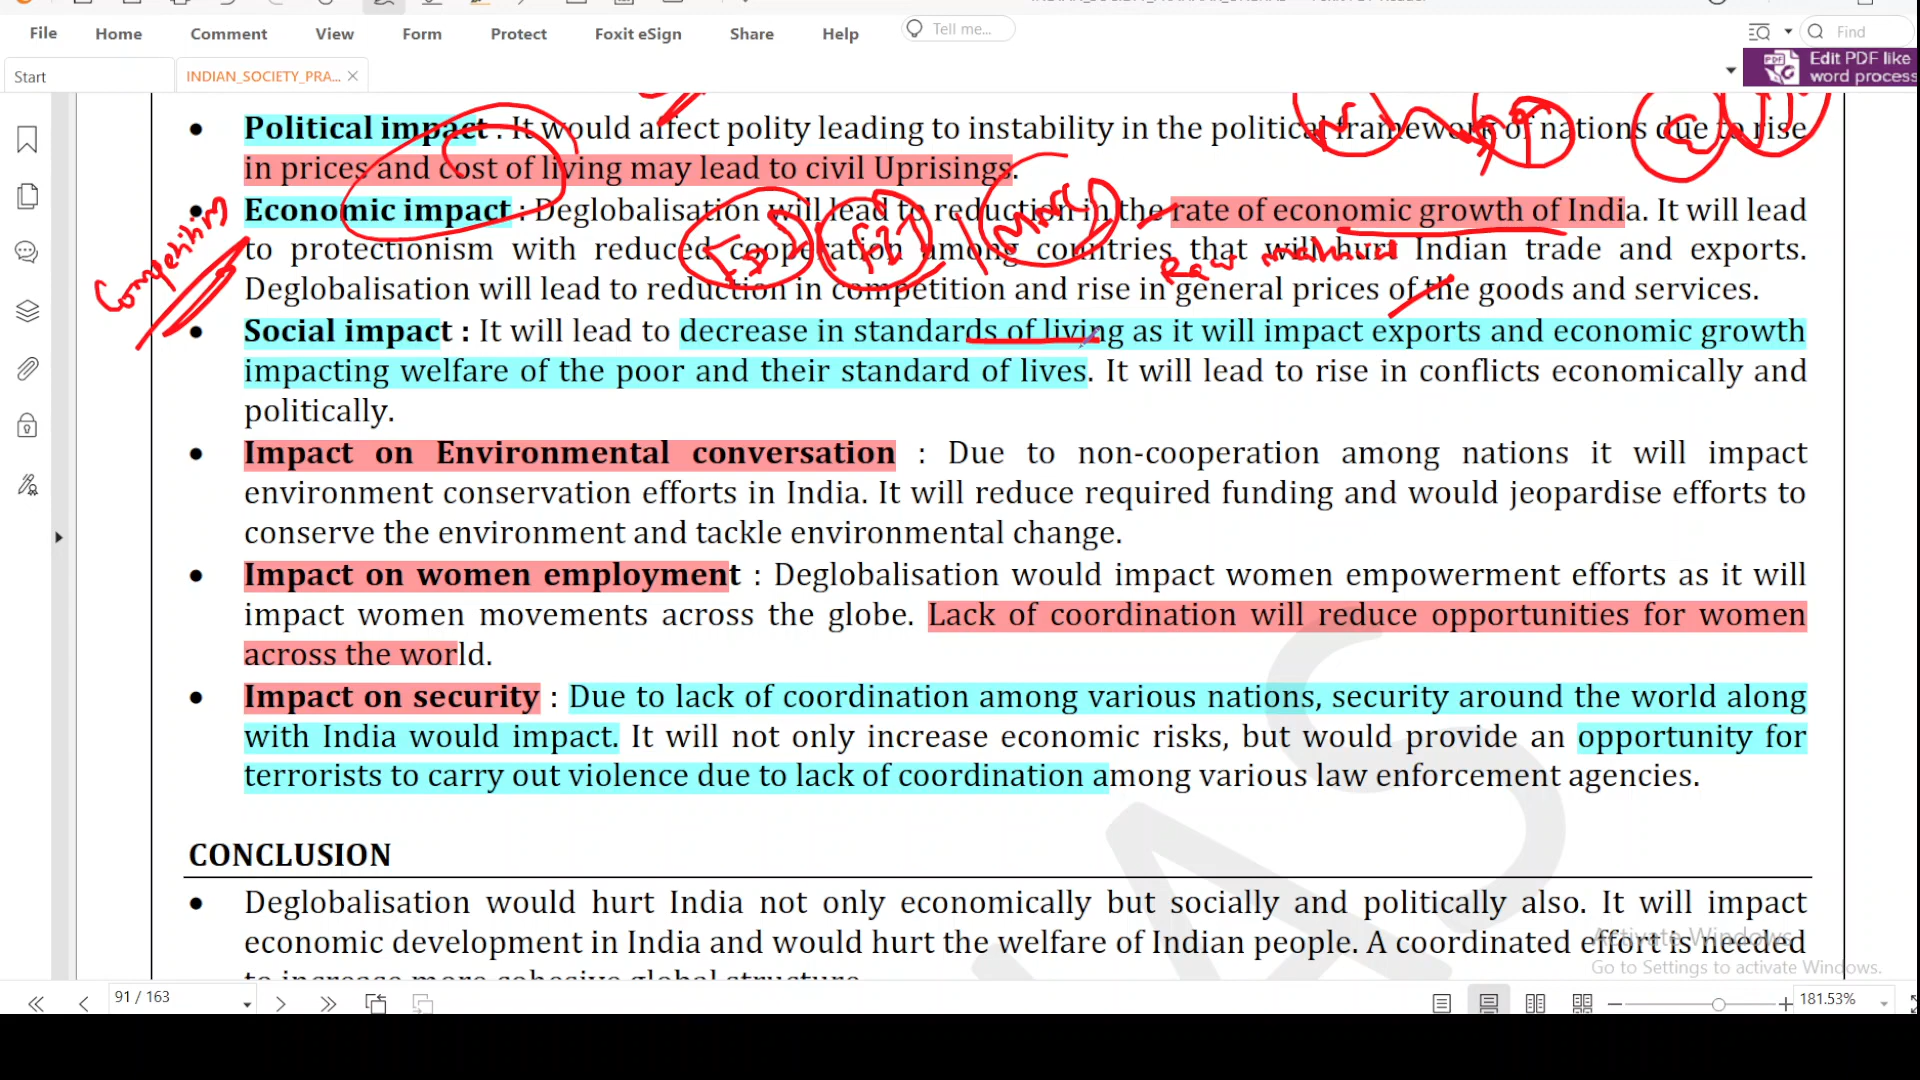 File Home Comment View Form Protect Foxit eSign Share Help Tell me... Find
Start INDIAN_SOCIETY_PRA... Edit PDF like
word process
• Political impact : It would affect polity leading to instability in the political framework of nations due to rise
in prices and cost of living may lead to civil Uprisings.
• Economic impact : Deglobalisation will lead to reduction in the rate of economic growth of India. It will lead
to protectionism with reduced cooperation among countries that will hurt Indian trade and exports.
Deglobalisation will lead to reduction in competition and rise in general prices of the goods and services.
• Social impact : It will lead to decrease in standards of living as it will impact exports and economic growth
impacting welfare of the poor and their standard of lives. It will lead to rise in conflicts economically and
politically.
• Impact on Environmental conversation : Due to non-cooperation among nations it will impact
environment conservation efforts in India. It will reduce required funding and would jeopardise efforts to
conserve the environment and tackle environmental change.
• Impact on women employment : Deglobalisation would impact women empowerment efforts as it will
impact women movements across the globe. Lack of coordination will reduce opportunities for women
across the world.
• Impact on security : Due to lack of coordination among various nations, security around the world along
with India would impact. It will not only increase economic risks, but would provide an opportunity for
terrorists to carry out violence due to lack of coordination among various law enforcement agencies.
CONCLUSION
• Deglobalisation would hurt India not only economically but socially and politically also. It will impact
economic development in India and would hurt the welfare of Indian people. A coordinated effort is needed
to increase more cohesive global structure.
Activate Windows
Go to Settings to activate Windows.
91 / 163 181.53%